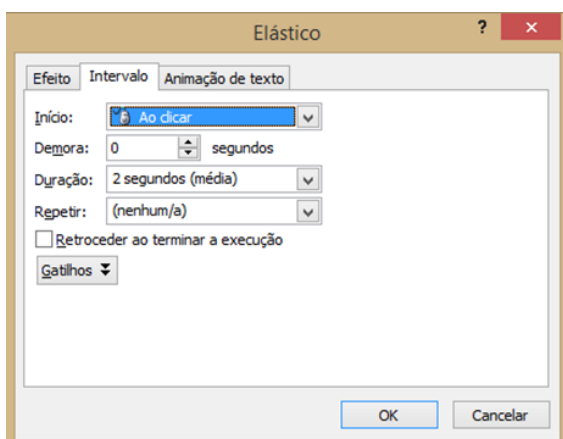 Elástico ?
Efeito Intervalo Animação de texto
Início: Ao clicar
Demora: 0 segundos
Duração: 2 segundos (média)
Repetir: (nenhum/a)
Retroceder ao terminar a execução
Gatilhos
OK Cancelar